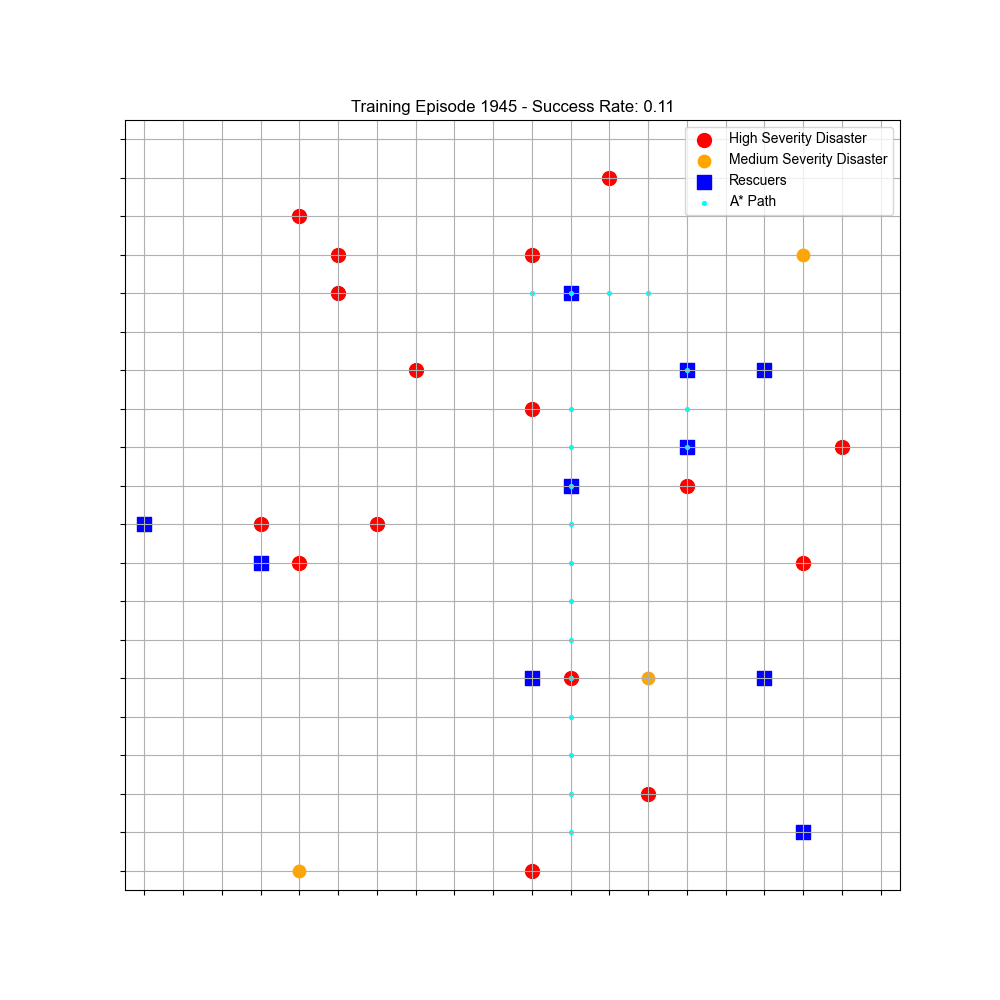 Training Episode 1945 - Success Rate: 0.11
High Severity Disaster
Medium Severity Disaster
Rescuers
A* Path